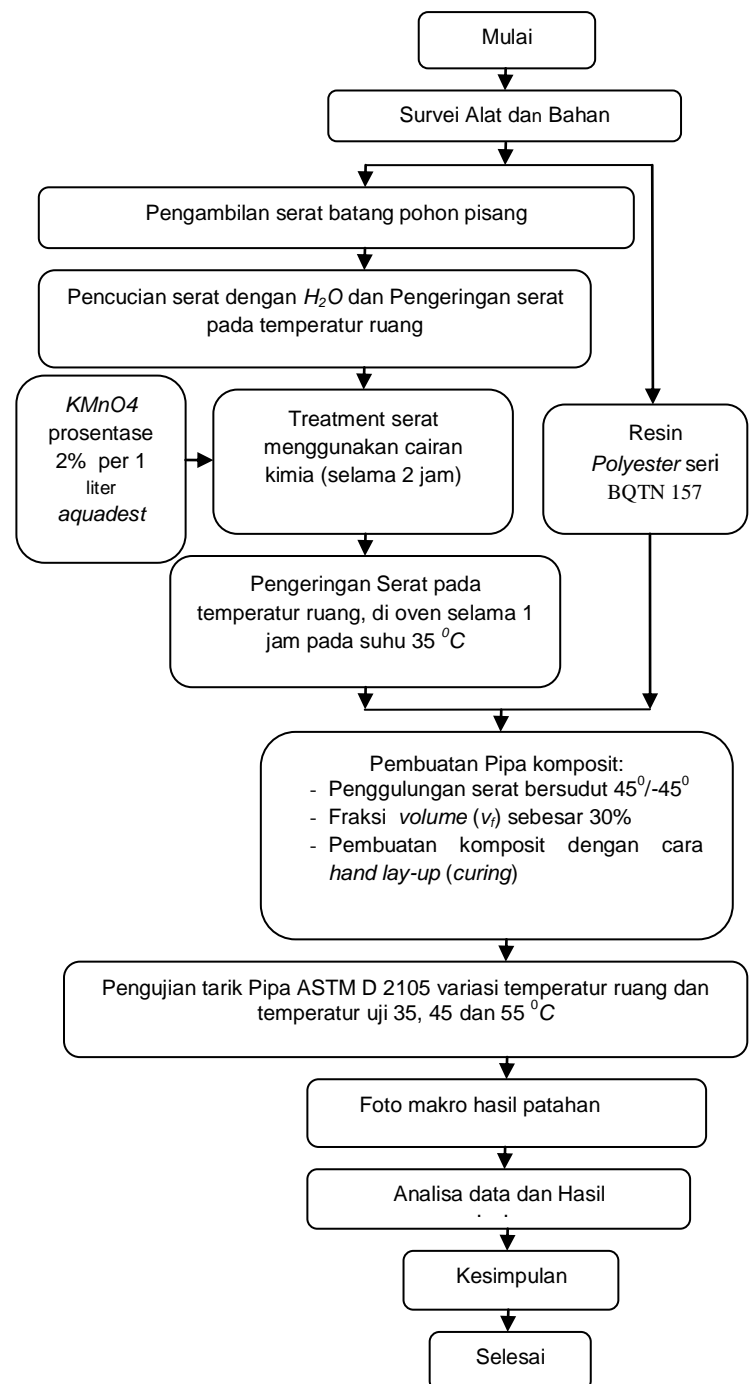 Mulai
Survei Alat dan Bahan
Pengambilan serat batang pohon pisang
Pencucian serat dengan H₂O dan Pengeringan serat
pada temperatur ruang
KMnO4
prosentase
2% per 1
liter
aquadest
Treatment serat
menggunakan cairan
kimia (selama 2 jam)
Resin
Polyester seri
BQTN 157
Pengeringan Serat pada
temperatur ruang, di oven selama 1
jam pada suhu 35 ⁰C
Pembuatan Pipa komposit:
- Penggulungan serat bersudut 45⁰/-45⁰
- Fraksi volume (vf) sebesar 30%
- Pembuatan komposit dengan cara
hand lay-up (curing)
Pengujian tarik Pipa ASTM D 2105 variasi temperatur ruang dan
temperatur uji 35, 45 dan 55 ⁰C
Foto makro hasil patahan
Analisa data dan Hasil
Kesimpulan
Selesai